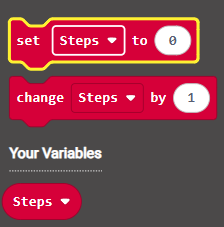 set Steps to 0
change Steps by 1
Your Variables
Steps